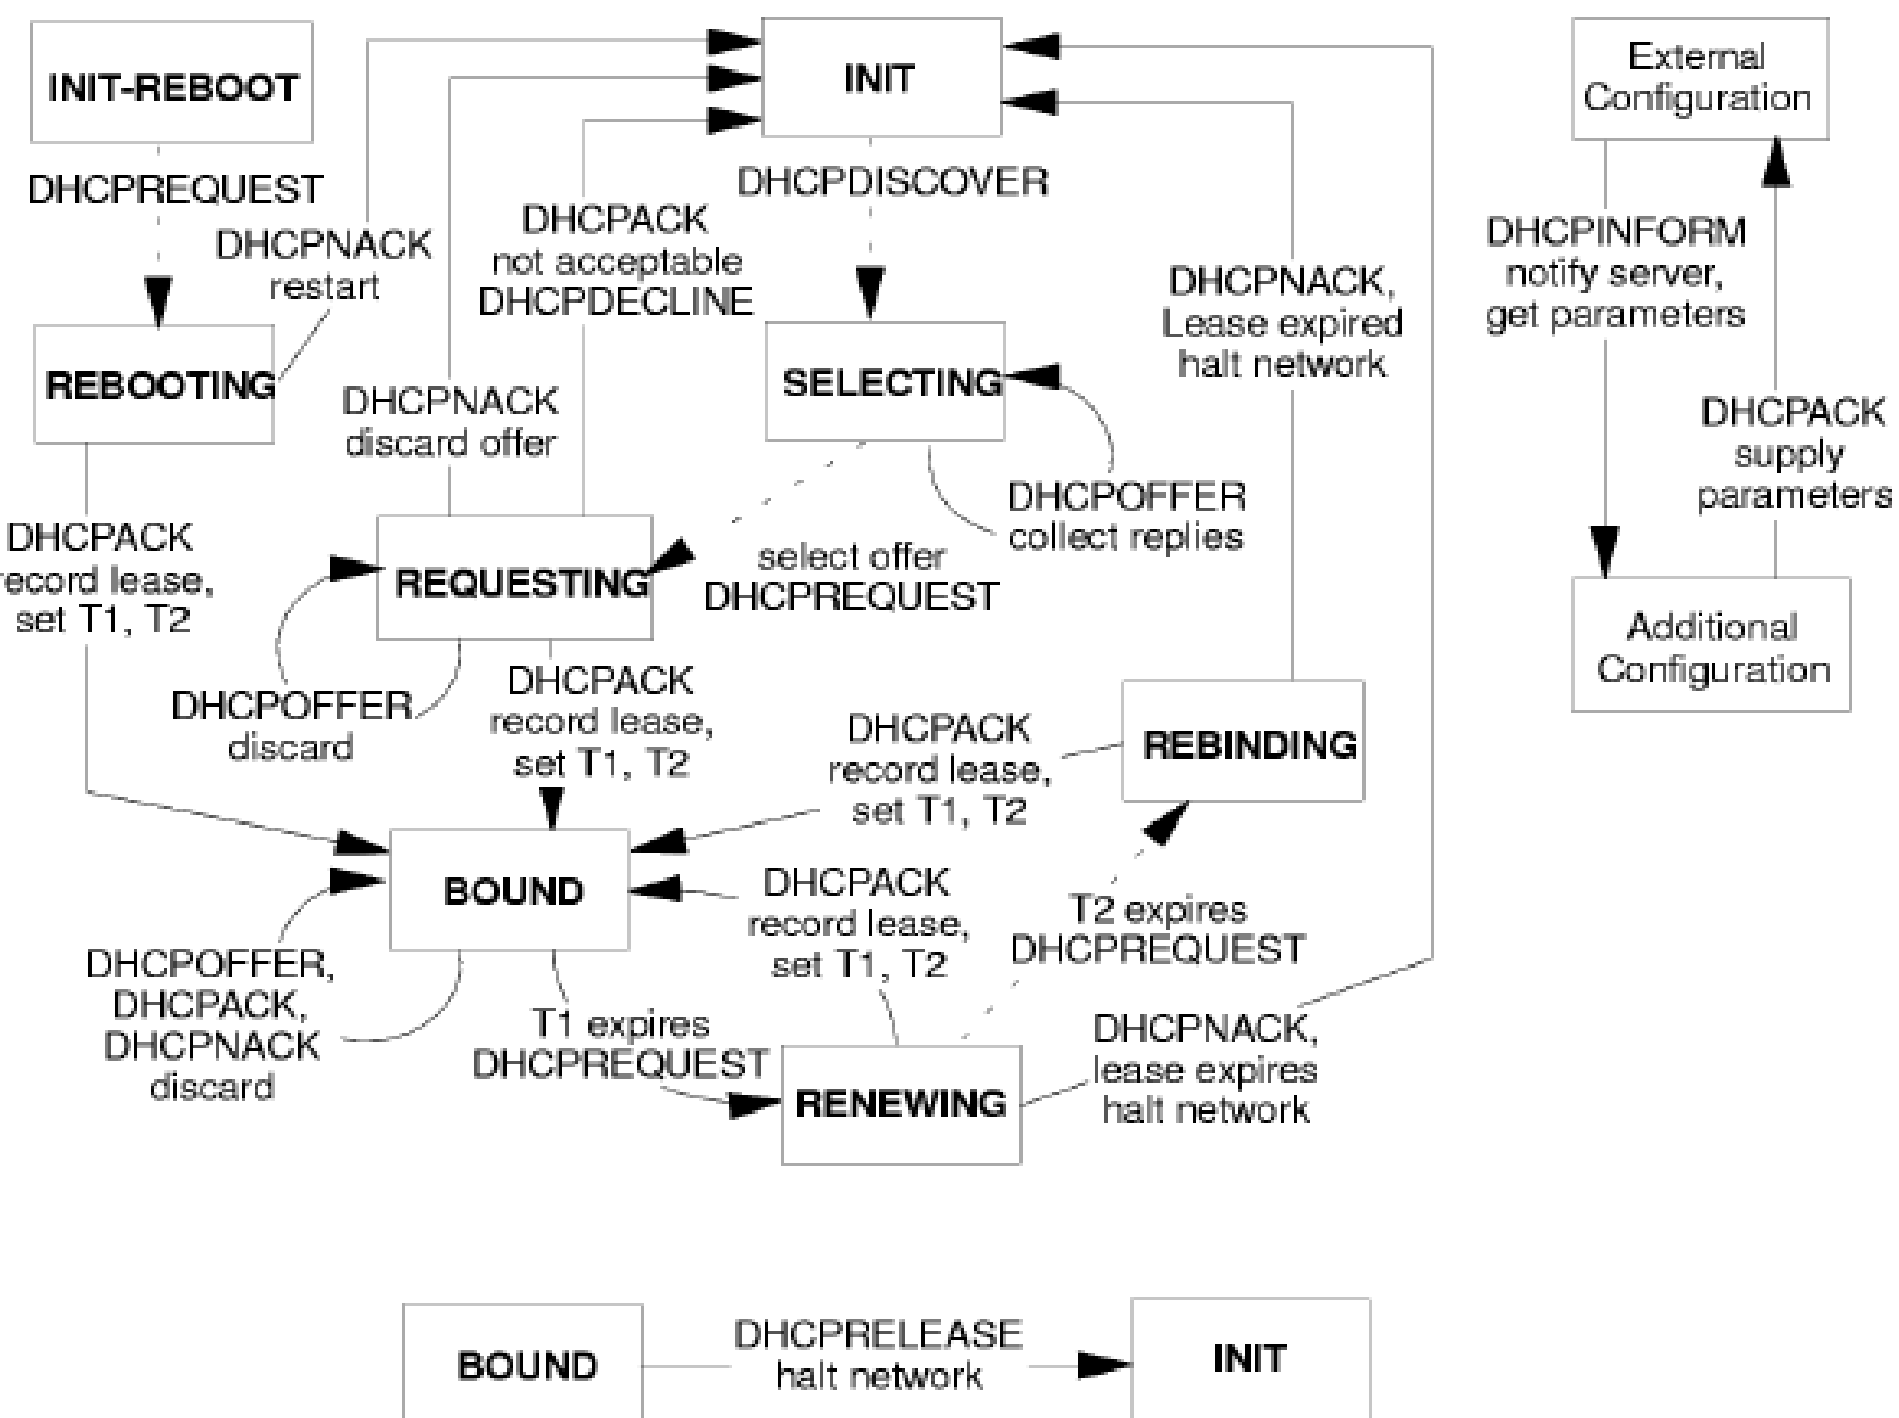 INIT-REBOOT
INIT
External
Configuration
DHCPREQUEST
DHCPDISCOVER
DHCPNACK
restart
DHCPACK
not acceptable
DHCPDECLINE
DHCPINFORM
notify server,
get parameters
DHCPNACK,
Lease expired
halt network
REBOOTING
SELECTING
DHCPNACK
discard offer
DHCPACK
supply
parameters
DHCPOFFER
collect replies
DHCPACK
record lease,
set T1, T2
REQUESTING
select offer
DHCPREQUEST
Additional
Configuration
DHCPOFFER
discard
DHCPACK
record lease,
set T1, T2
DHCPACK
record lease,
set T1, T2
REBINDING
BOUND
DHCPACK
record lease,
set T1, T2
T2 expires
DHCPREQUEST
DHCPOFFER,
DHCPACK,
DHCPNACK
discard
T1 expires
DHCPREQUEST
RENEWING
DHCPNACK,
lease expires
halt network
BOUND
DHCPRELEASE
halt network
INIT